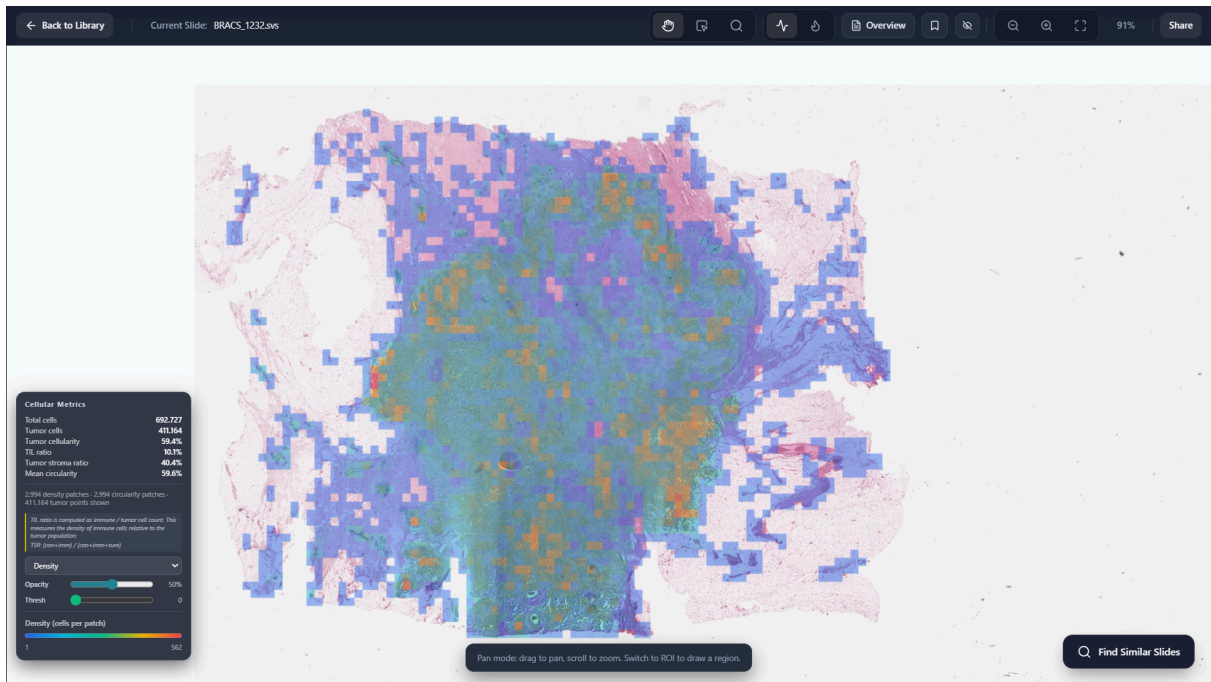 Back to Library
Current Slide: BRACS_1232.svs
Overview
91%
Share
Cellular Metrics
Total cells 692.727
Tumor cells 411.164
Tumor cellularity 59.4%
TIL ratio 10.1%
Tumor stroma ratio 40.4%
Mean circularity 59.6%
2.994 density patches · 2.994 circularity patches ·
411.164 tumor points shown
TIL ratio is computed as immune / tumor cell count. This
measures the density of immune cells relative to the
tumor population.
TSR: (con+imm) / (con+imm+tum)
Density
Opacity 50%
Thresh 0
Density (cells per patch)
1 562
Pan mode: drag to pan, scroll to zoom. Switch to ROI to draw a region.
Find Similar Slides